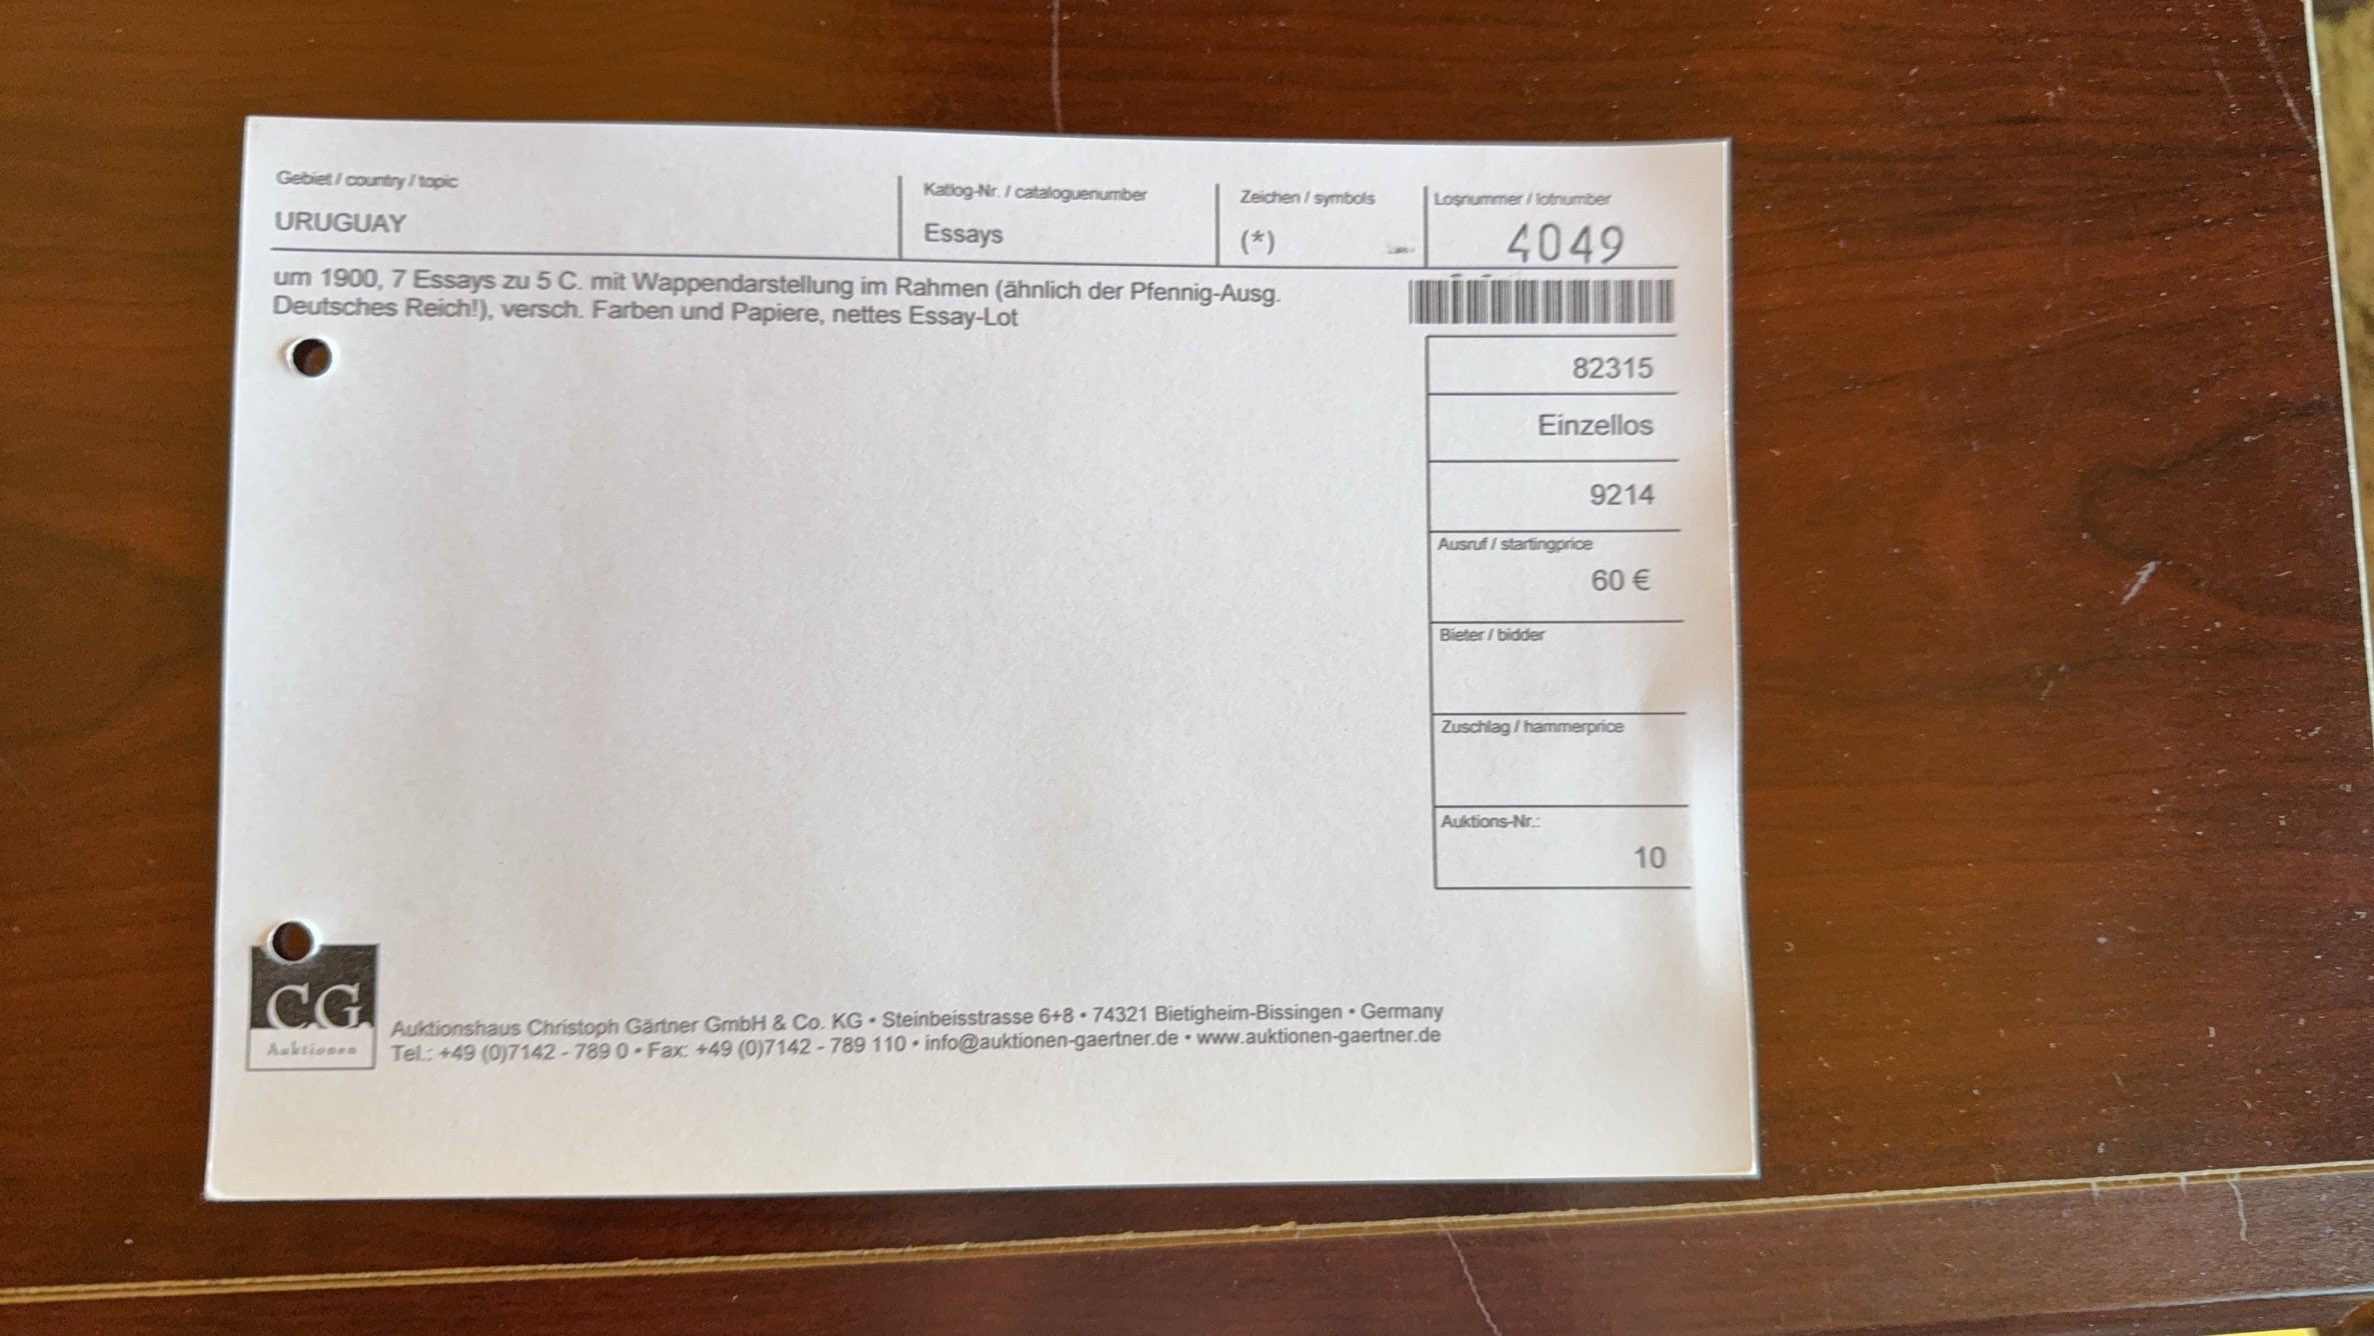 Gebiet / country / topic
URUGUAY
Katlog-Nr. / cataloguenumber
Essays
Zeichen / symbols
(*)
Losnummer / lotnumber
4049
um 1900, 7 Essays zu 5 C. mit Wappendarstellung im Rahmen (ähnlich der Pfennig-Ausg.
Deutsches Reich!), versch. Farben und Papiere, nettes Essay-Lot
82315
Einzellos
9214
Ausruf / startingprice
60 €
Bieter / bidder
Zuschlag / hammerprice
Auktions-Nr.:
10
CG
Auktionen
Auktionshaus Christoph Gärtner GmbH & Co. KG • Steinbeisstrasse 6+8 • 74321 Bietigheim-Bissingen • Germany
Tel.: +49 (0)7142 - 789 0 • Fax: +49 (0)7142 - 789 110 • info@auktionen-gaertner.de • www.auktionen-gaertner.de